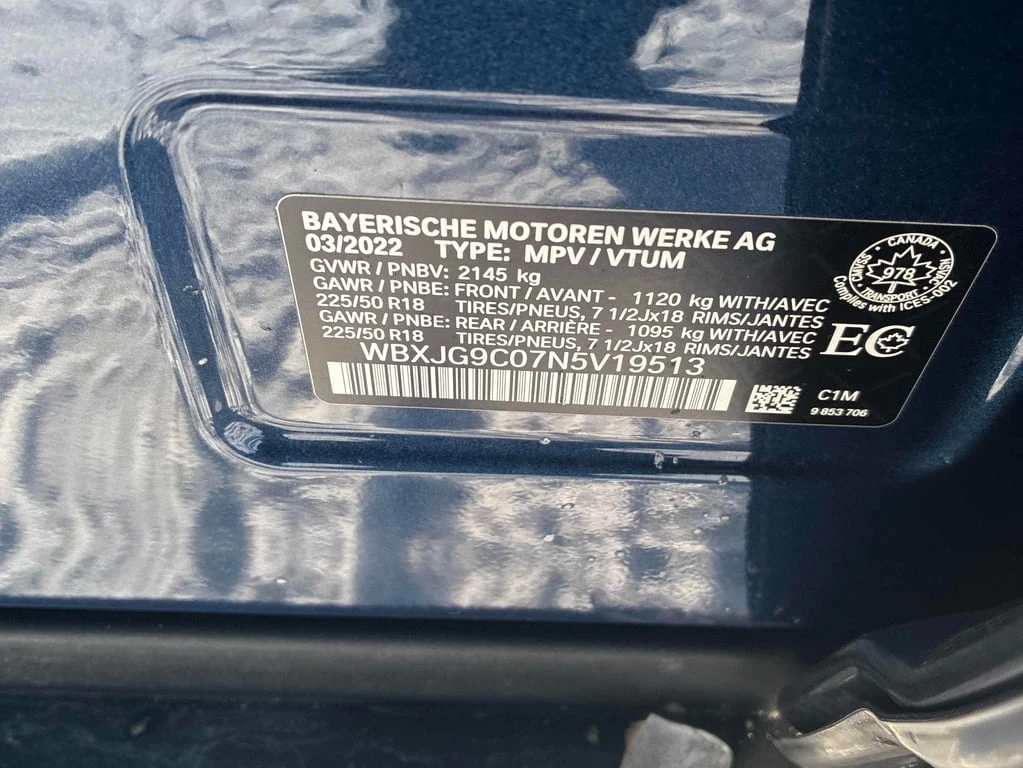 BAYERISCHE MOTOREN WERKE AG
03/2022 TYPE: MPV / VTUM
GVWR / PNBV: 2145 kg
GAWR / PNBE: FRONT / AVANT - 1120 kg WITH/AVEC
225/50 R18 TIRES/PNEUS, 7 1/2Jx18 RIMS/JANTES
GAWR / PNBE: REAR / ARRIÈRE - 1095 kg WITH/AVEC
225/50 R18 TIRES/PNEUS, 7 1/2Jx18 RIMS/JANTES
WBXJG9C07N5V19513
CANADA
978
TRANSPORT
CMVSS
NSVAC
Complies with ICES-002
EC
C1M
9 853 706